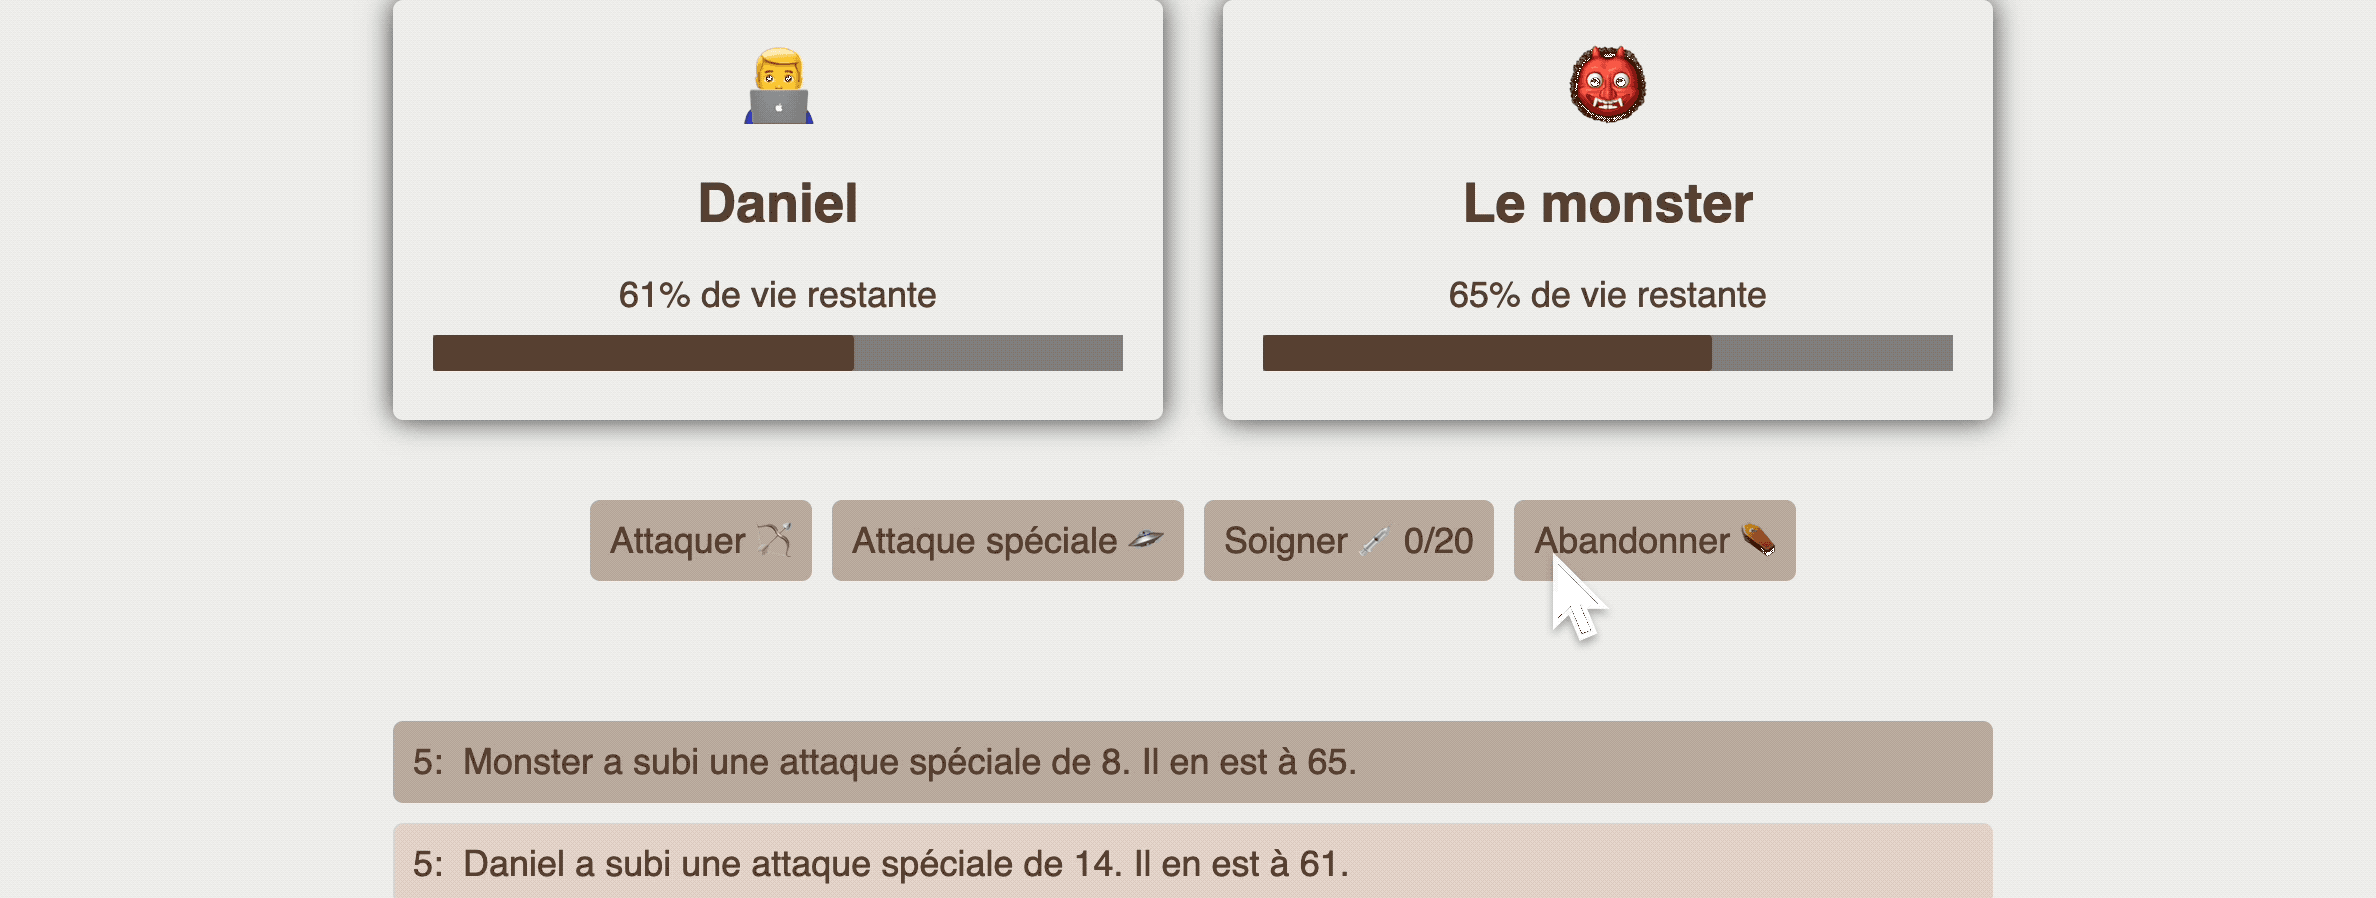 Daniel
61% de vie restante
Le monster
65% de vie restante
Attaquer
Attaque spéciale
Soigner 0/20
Abandonner
5: Monster a subi une attaque spéciale de 8. Il en est à 65.
5: Daniel a subi une attaque spéciale de 14. Il en est à 61.